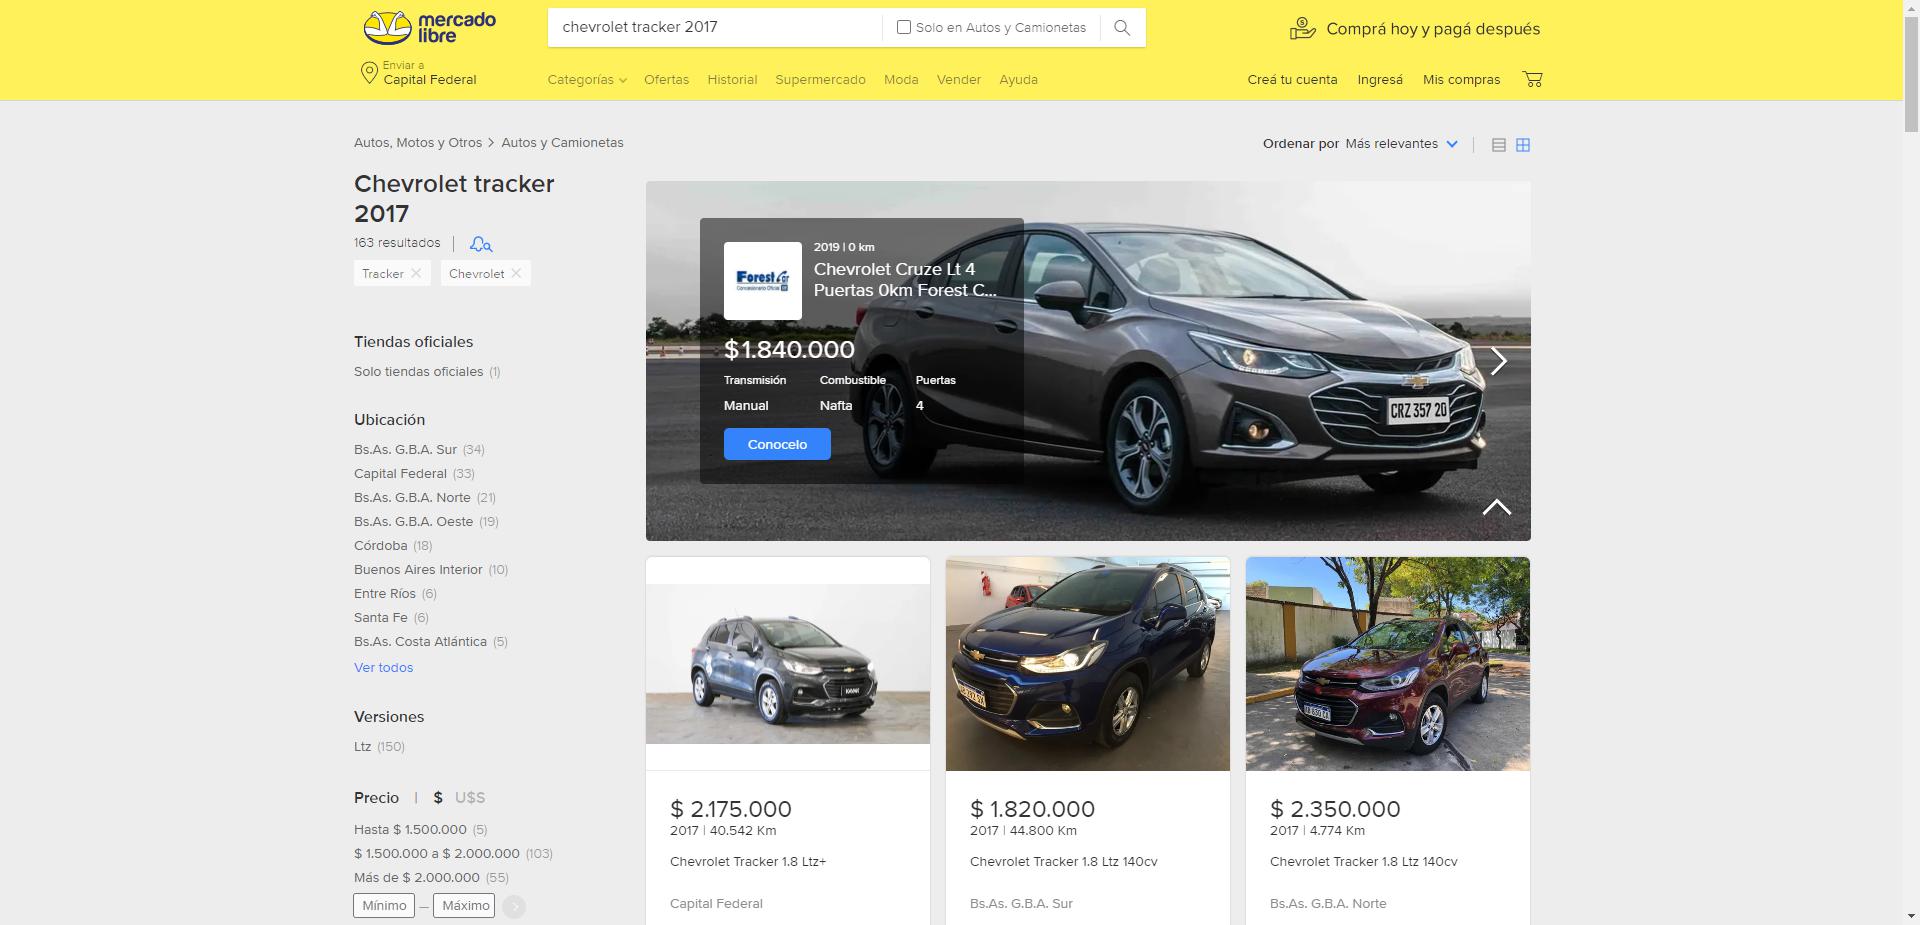 mercado
libre
chevrolet tracker 2017
Solo en Autos y Camionetas
Comprá hoy y pagá después
Enviar a
Capital Federal
Categorías
Ofertas
Historial
Supermercado
Moda
Vender
Ayuda
Creá tu cuenta
Ingresá
Mis compras
Autos, Motos y Otros
Autos y Camionetas
Ordenar por Más relevantes
Chevrolet tracker
2017
163 resultados
Tracker
Chevrolet
Tiendas oficiales
Solo tiendas oficiales (1)
Ubicación
Bs.As. G.B.A. Sur (34)
Capital Federal (33)
Bs.As. G.B.A. Norte (21)
Bs.As. G.B.A. Oeste (19)
Córdoba (18)
Buenos Aires Interior (10)
Entre Ríos (6)
Santa Fe (6)
Bs.As. Costa Atlántica (5)
Ver todos
Versiones
Ltz (150)
Precio | $ U$S
Hasta $ 1.500.000 (5)
$ 1.500.000 a $ 2.000.000 (103)
Más de $ 2.000.000 (55)
Mínimo — Máximo
Forest Car
Concesionario Oficial
2019 | 0 km
Chevrolet Cruze Lt 4
Puertas 0km Forest C...
$ 1.840.000
Transmisión Combustible Puertas
Manual Nafta 4
Conocelo
CRZ 357 20
KAVAK
$ 2.175.000
2017 | 40.542 Km
Chevrolet Tracker 1.8 Ltz+
Capital Federal
$ 1.820.000
2017 | 44.800 Km
Chevrolet Tracker 1.8 Ltz 140cv
Bs.As. G.B.A. Sur
$ 2.350.000
2017 | 4.774 Km
Chevrolet Tracker 1.8 Ltz 140cv
Bs.As. G.B.A. Norte